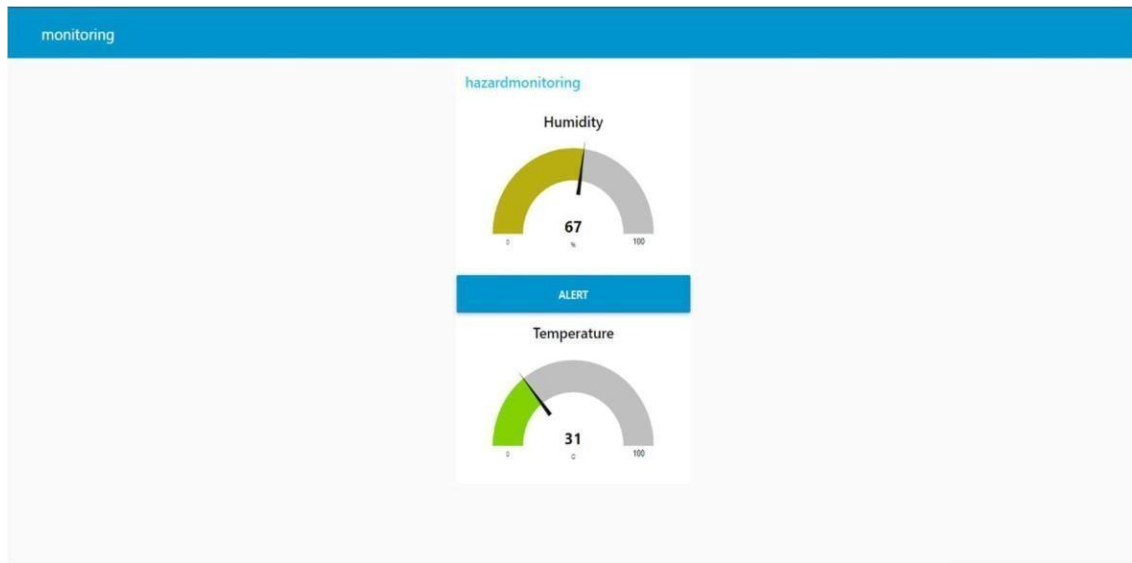 monitoring
hazardmonitoring
Humidity
67
0 % 100
ALERT
Temperature
31
0 C 100